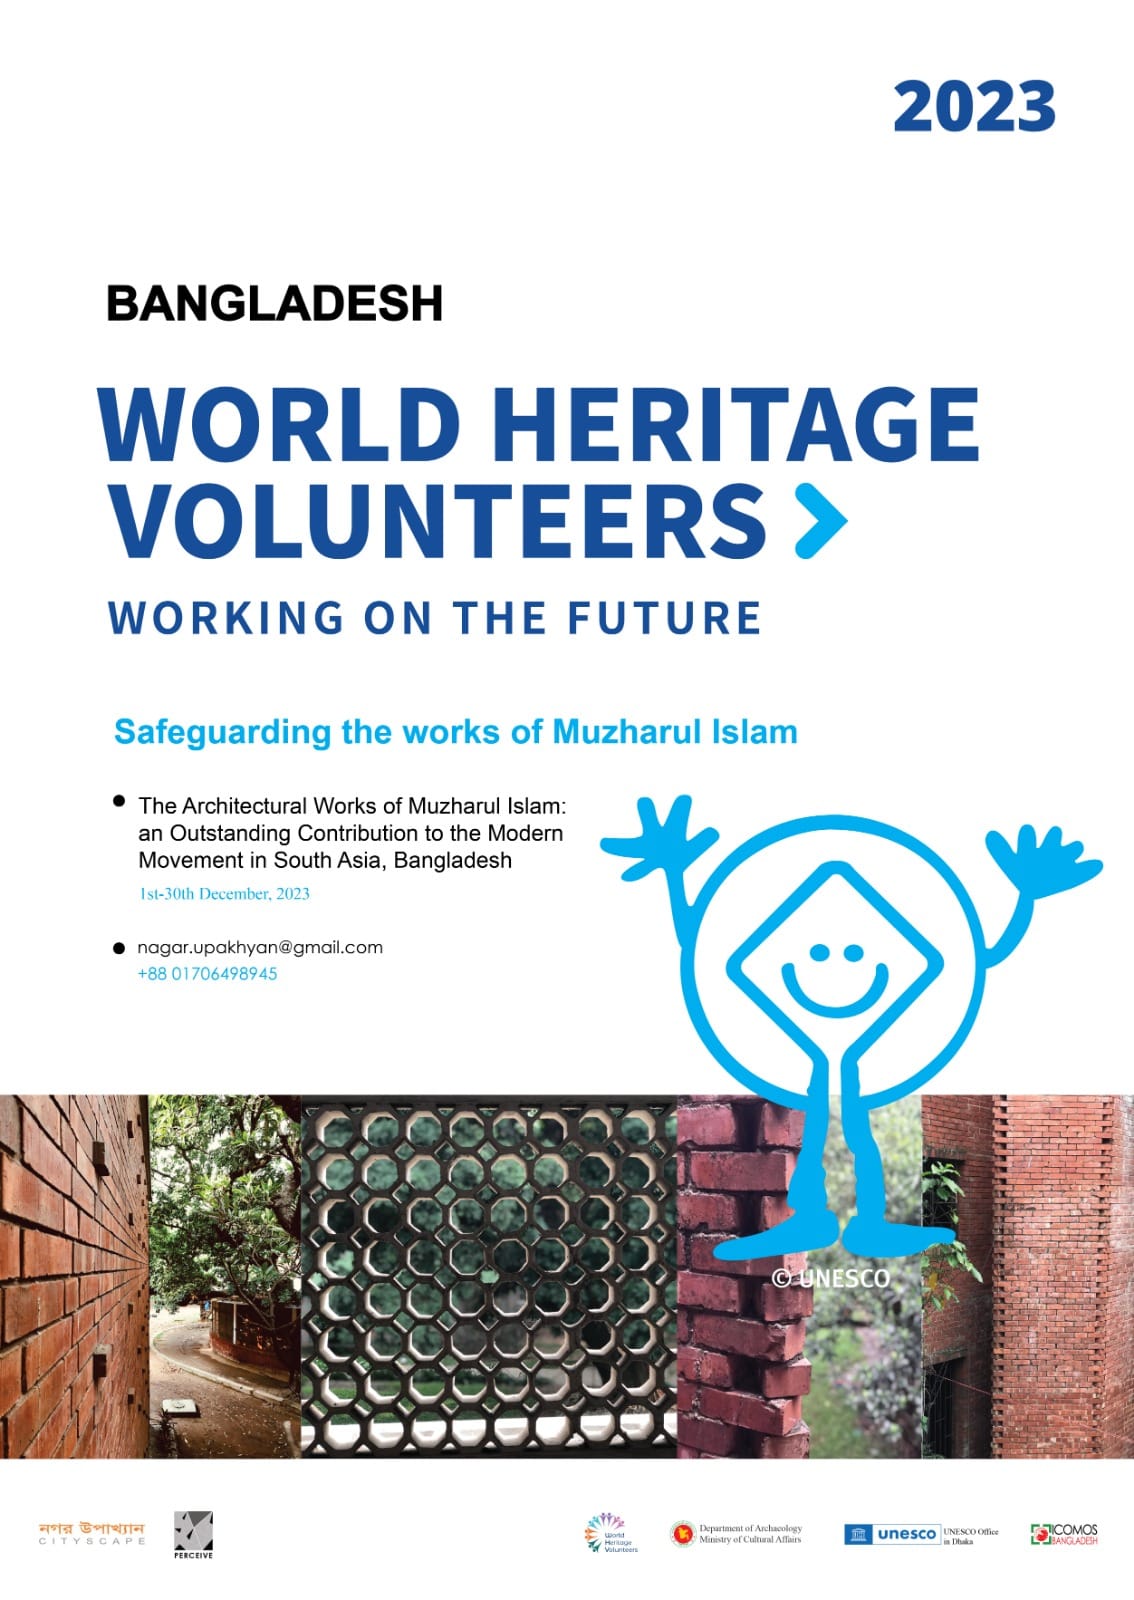 2023
BANGLADESH
WORLD HERITAGE
VOLUNTEERS
WORKING ON THE FUTURE
Safeguarding the works of Muzharul Islam
The Architectural Works of Muzharul Islam:
an Outstanding Contribution to the Modern
Movement in South Asia, Bangladesh
1st-30th December, 2023
nagar.upakhyan@gmail.com
+88 01706498945
© UNESCO
নগর উপাখ্যান
CITYSCAPE
PERCEIVE
World
Heritage
Volunteers
Department of Archaeology
Ministry of Cultural Affairs
unesco
UNESCO Office
in Dhaka
ICOMOS
BANGLADESH